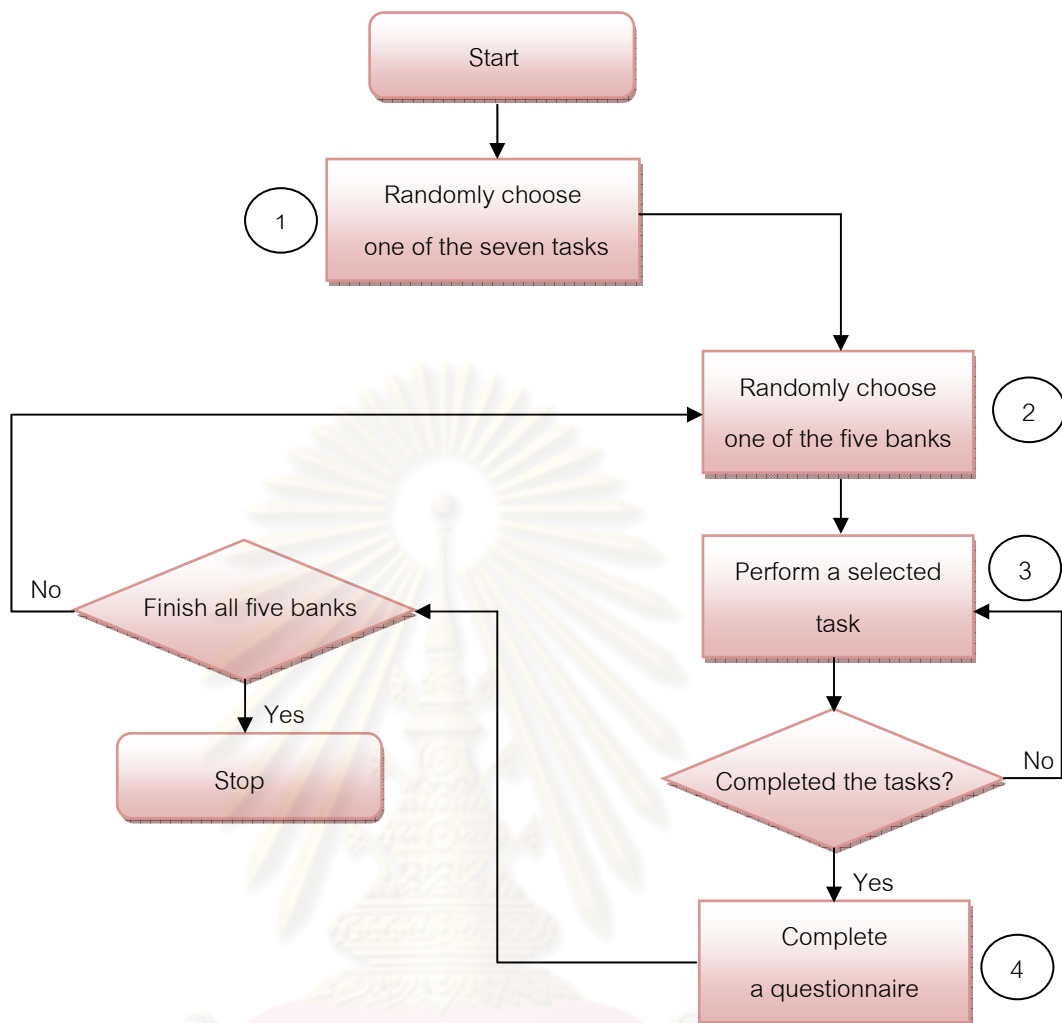 Start
Randomly choose
one of the seven tasks
1
Randomly choose
one of the five banks
2
Perform a selected
task
3
Completed the tasks?
No
Yes
Complete
a questionnaire
4
Finish all five banks
No
Yes
Stop